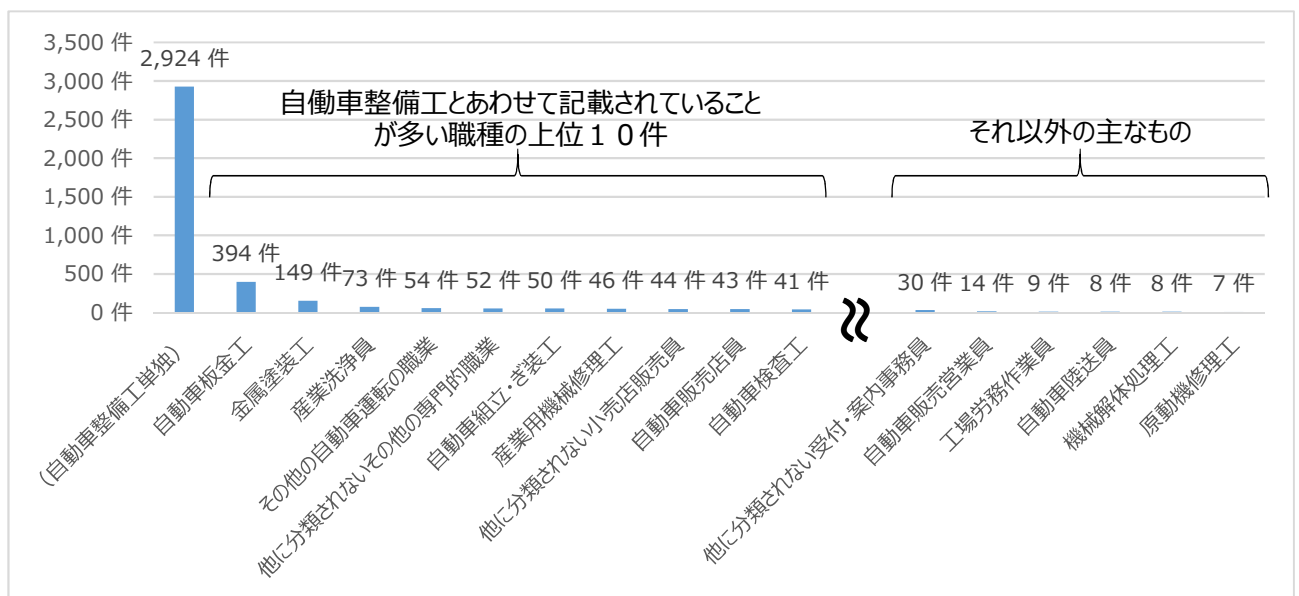 3,500 件
3,000 件
2,500 件
2,000 件
1,500 件
1,000 件
500 件
0 件
2,924 件
394 件
149 件
73 件
54 件
52 件
50 件
46 件
44 件
43 件
41 件
30 件
14 件
9 件
8 件
8 件
7 件
自働車整備工とあわせて記載されていること
が多い職種の上位１０件
それ以外の主なもの
(自動車整備工単独)
自動車板金工
金属塗装工
産業洗浄員
その他の自動車運転の職業
他に分類されないその他の専門的職業
自動車組立・ぎ装工
産業用機械修理工
他に分類されない小売店販売員
自動車販売店員
自動車検査工
他に分類されない受付・案内事務員
自動車販売営業員
工場労務作業員
自動車陸送員
機械解体処理工
原動機修理工